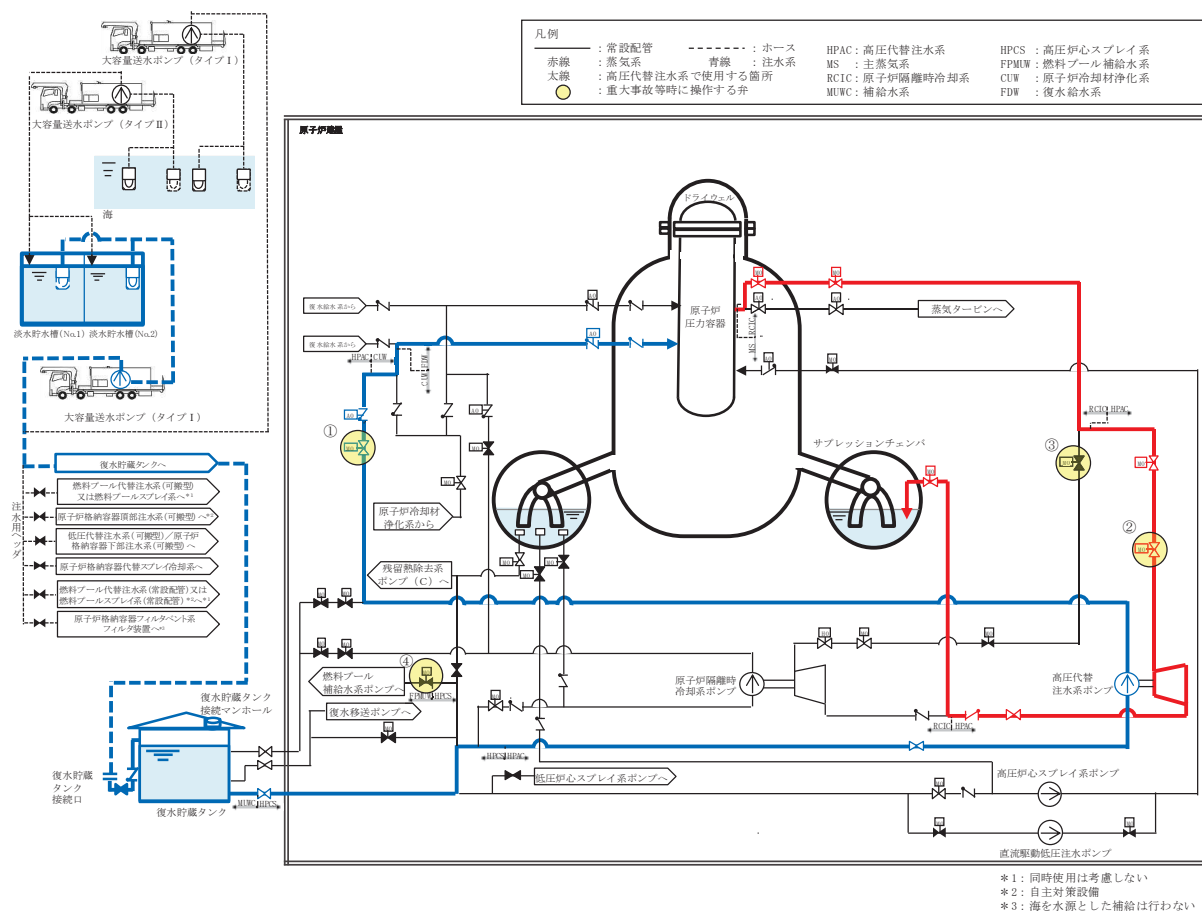 凡例
：常設配管
：ホース
赤線 ：蒸気系
青線 ：注水系
太線 ：高圧代替注水系で使用する箇所
：重大事故等時に操作する弁
HPAC：高圧代替注水系
MS ：主蒸気系
RCIC：原子炉隔離時冷却系
MUWC：補給水系
HPCS ：高圧炉心スプレイ系
FPMUW：燃料プール補給水系
CUW ：原子炉冷却材浄化系
FDW ：復水給水系
大容量送水ポンプ（タイプⅠ）
大容量送水ポンプ（タイプⅡ）
海
淡水貯水槽(No.1) 淡水貯水槽(No.2)
大容量送水ポンプ（タイプⅠ）
注水用ヘッダ
復水貯蔵タンクへ
燃料プール代替注水系(可搬型)
又は燃料プールスプレイ系へ*¹
原子炉格納容器頂部注水系(可搬型)へ*²
低圧代替注水系(可搬型)／原子炉
格納容器下部注水系(可搬型)へ
原子炉格納容器代替スプレイ冷却系へ
燃料プール代替注水系(常設配管)又は
燃料プールスプレイ系(常設配管)*²へ*¹
原子炉格納容器フィルタベント系
フィルタ装置へ*³
復水貯蔵タンク
接続マンホール
復水貯蔵
タンク
接続口
復水貯蔵タンク
MUWC HPCS
原子炉建屋
ドライウェル
原子炉
圧力容器
復水給水系から
復水給水系から
HPAC CUW
CUW FDW
MS RCIC
AO
AO
AO
AO
AO
AO
AO
MO
MO
MO
MO
蒸気タービンへ
RCIC HPAC
①
②
③
④
サプレッションチェンバ
原子炉冷却材
浄化系から
残留熱除去系
ポンプ（C）へ
燃料プール
補給水系ポンプへ
FPMUW HPCS
復水移送ポンプへ
HPCS HPAC
低圧炉心スプレイ系ポンプへ
原子炉隔離時
冷却系ポンプ
RCIC HPAC
高圧代替
注水系ポンプ
高圧炉心スプレイ系ポンプ
直流駆動低圧注水ポンプ
＊1：同時使用は考慮しない
＊2：自主対策設備
＊3：海を水源とした補給は行わない